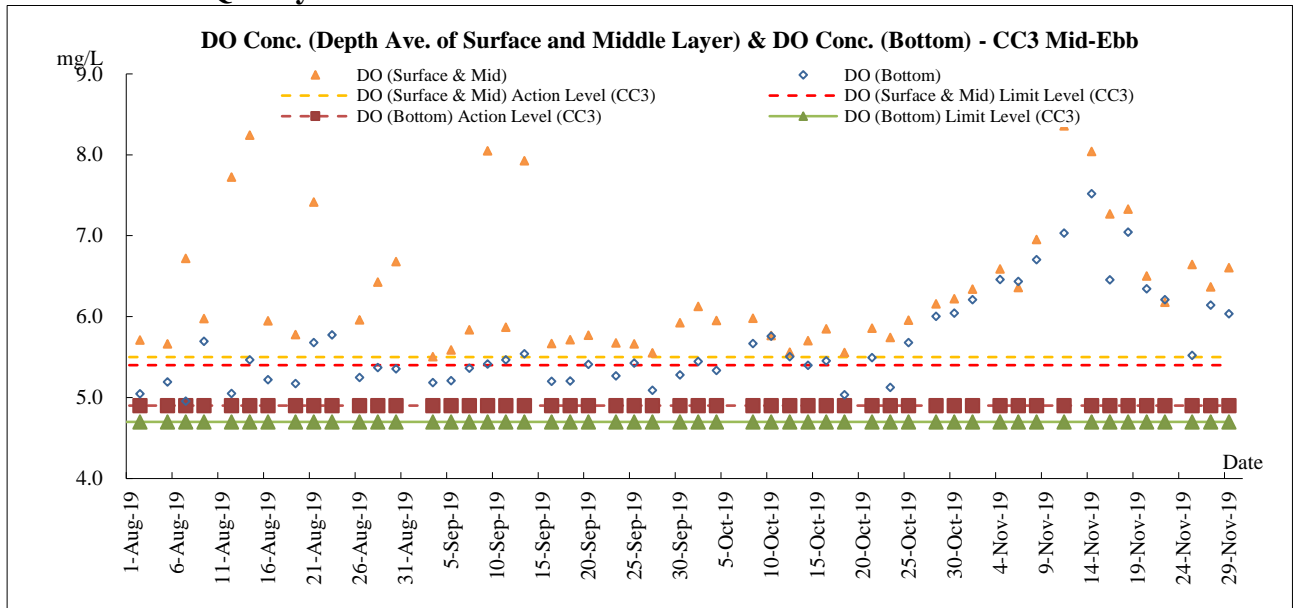 DO Conc. (Depth Ave. of Surface and Middle Layer) & DO Conc. (Bottom) - CC3 Mid-Ebb
mg/L
DO (Surface & Mid)
DO (Bottom)
DO (Surface & Mid) Action Level (CC3)
DO (Surface & Mid) Limit Level (CC3)
DO (Bottom) Action Level (CC3)
DO (Bottom) Limit Level (CC3)
9.0
8.0
7.0
6.0
5.0
4.0
Date
1-Aug-19
6-Aug-19
11-Aug-19
16-Aug-19
21-Aug-19
26-Aug-19
31-Aug-19
5-Sep-19
10-Sep-19
15-Sep-19
20-Sep-19
25-Sep-19
30-Sep-19
5-Oct-19
10-Oct-19
15-Oct-19
20-Oct-19
25-Oct-19
30-Oct-19
4-Nov-19
9-Nov-19
14-Nov-19
19-Nov-19
24-Nov-19
29-Nov-19